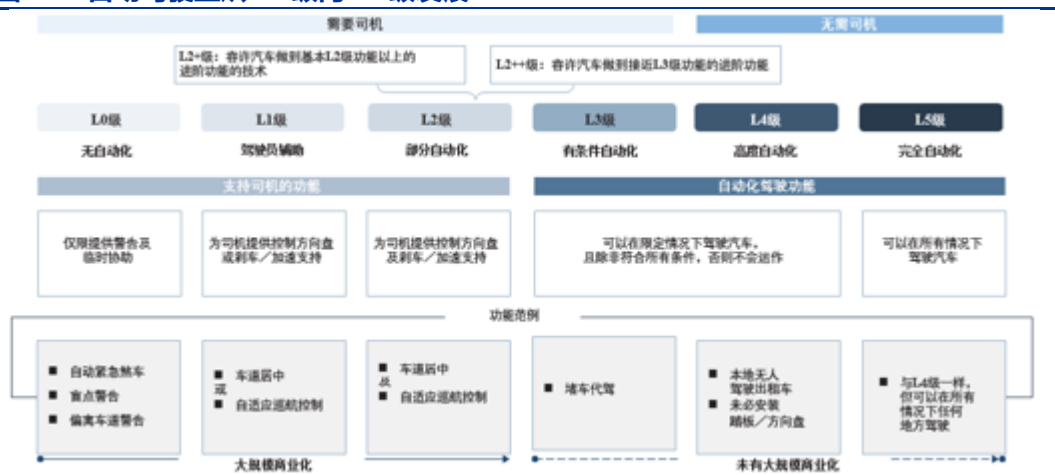 需要司机
无需司机
L2+级：容许汽车做到基本L2级功能以上的
进阶功能的技术
L2++级：容许汽车做到接近L3级功能的进阶功能
L0级
L1级
L2级
L3级
L4级
L5级
无自动化
驾驶员辅助
部分自动化
有条件自动化
高度自动化
完全自动化
支持司机的功能
自动化驾驶功能
仅限提供警告及
临时协助
为司机提供控制方向盘
或刹车／加速支持
为司机提供控制方向盘
及刹车／加速支持
可以在限定情况下驾驶汽车，
且除非符合所有条件，否则不会运作
可以在所有情况下
驾驶汽车
功能范例
■ 自动紧急煞车
■ 盲点警告
■ 偏离车道警告
■ 车道居中
或
■ 自适应巡航控制
■ 车道居中
及
■ 自适应巡航控制
■ 堵车代驾
■ 本地无人
驾驶出租车
■ 未必安装
踏板／方向盘
■ 与L4级一样，
但可以在所有
情况下任何
地方驾驶
大规模商业化
未有大规模商业化